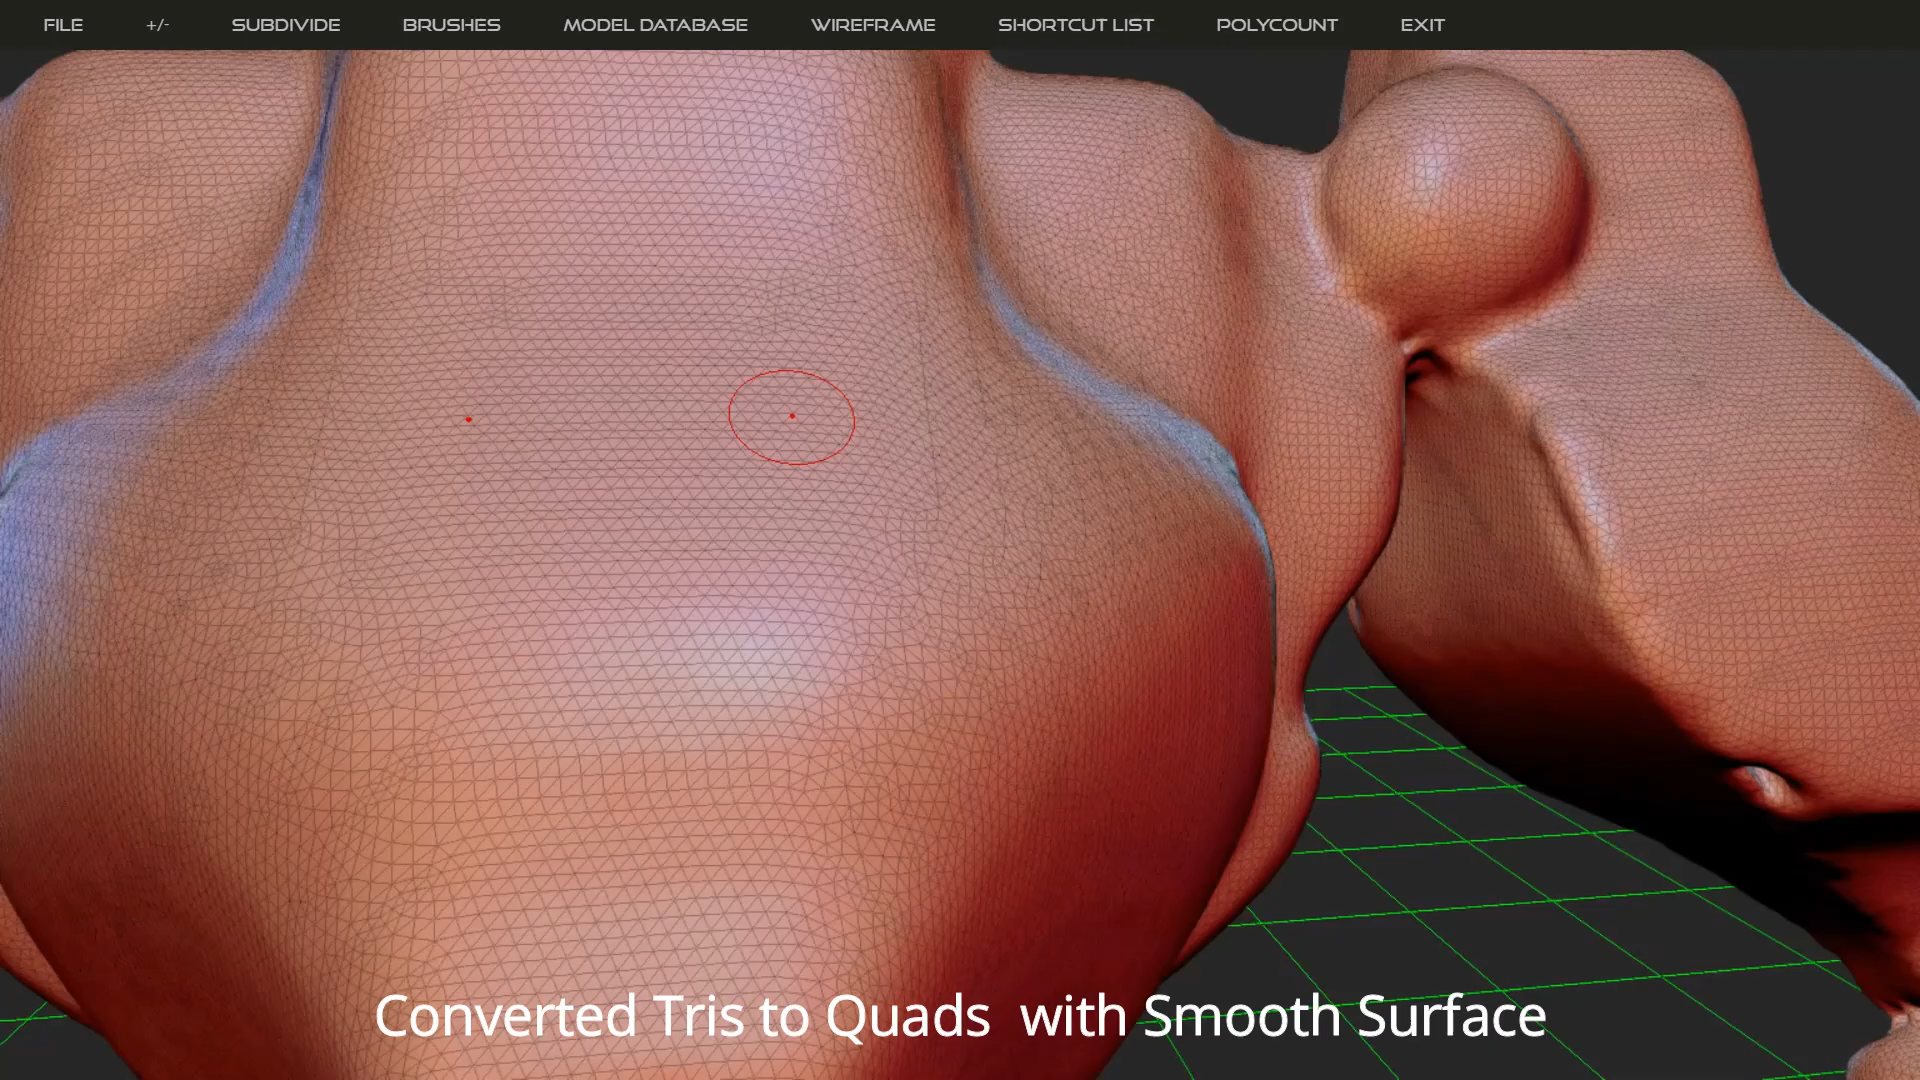 FILE +/- SUBDIVIDE BRUSHES MODEL DATABASE WIREFRAME SHORTCUT LIST POLYCOUNT EXIT
Converted Tris to Quads  with Smooth Surface